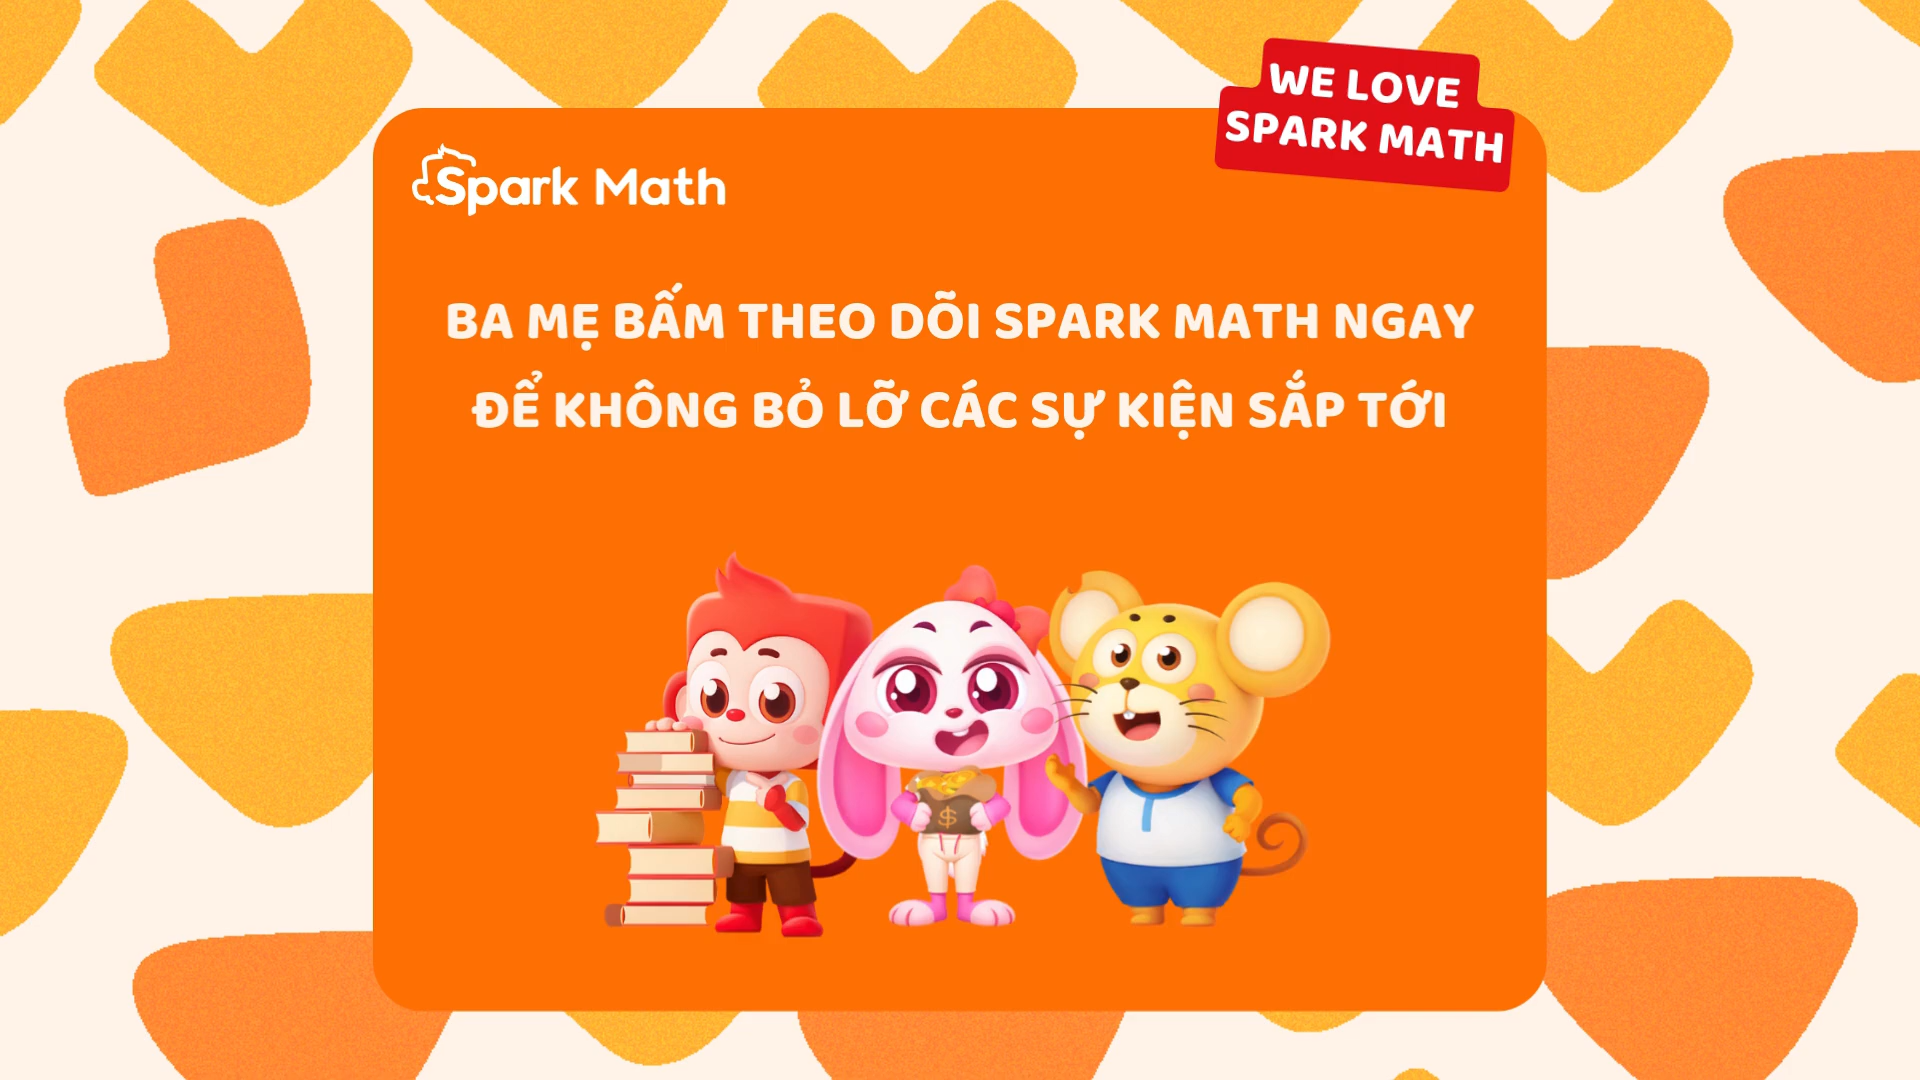 WE LOVE
SPARK MATH
Spark Math
BA MẸ BẤM THEO DÕI SPARK MATH NGAY
ĐỂ KHÔNG BỎ LỠ CÁC SỰ KIỆN SẮP TỚI
$